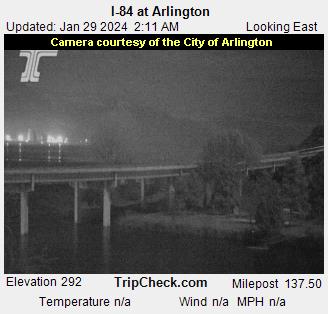 I-84 at Arlington
Updated: Jan 29 2024 2:11 AM Looking East
Camera courtesy of the City of Arlington
Elevation 292 TripCheck.com Milepost 137.50
Temperature n/a Wind n/a MPH n/a